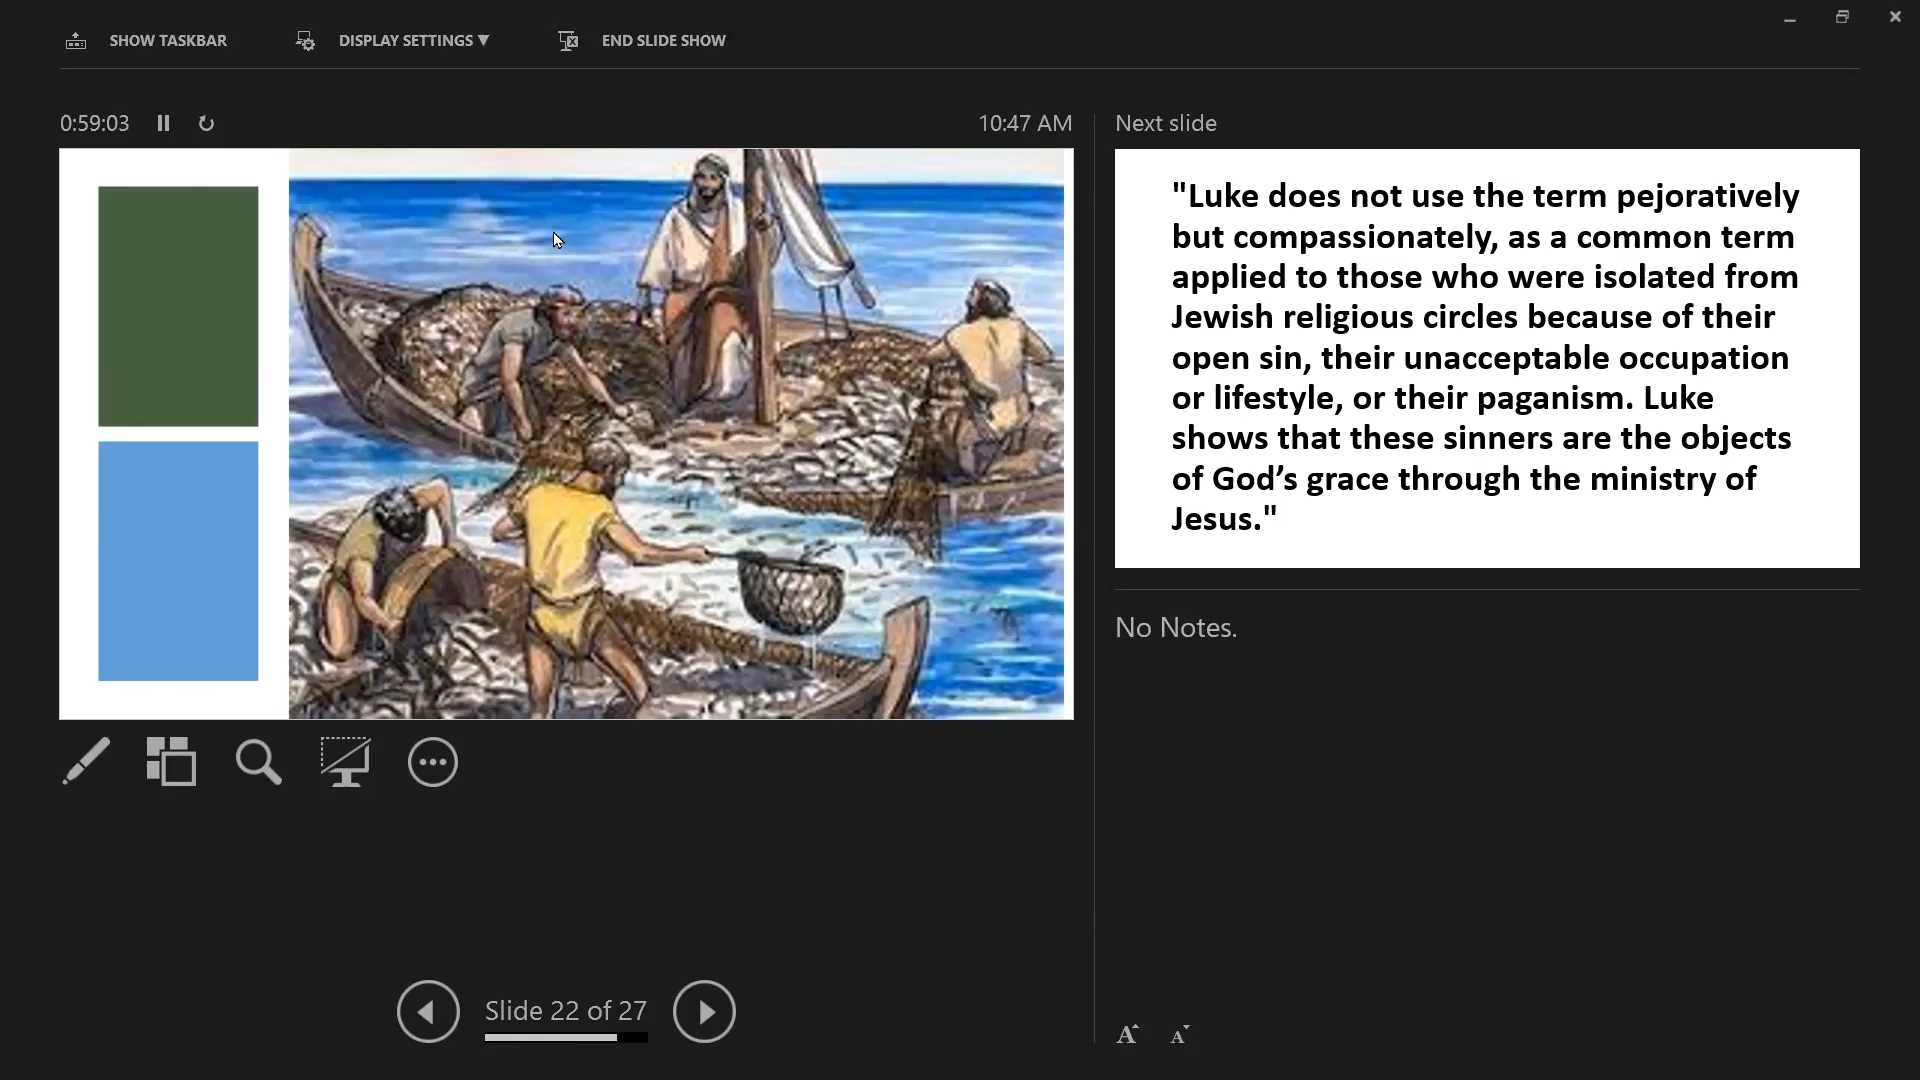 SHOW TASKBAR
DISPLAY SETTINGS ▼
END SLIDE SHOW
0:59:03
10:47 AM
Next slide
"Luke does not use the term pejoratively
but compassionately, as a common term
applied to those who were isolated from
Jewish religious circles because of their
open sin, their unacceptable occupation
or lifestyle, or their paganism. Luke
shows that these sinners are the objects
of God’s grace through the ministry of
Jesus."
No Notes.
Slide 22 of 27
A A